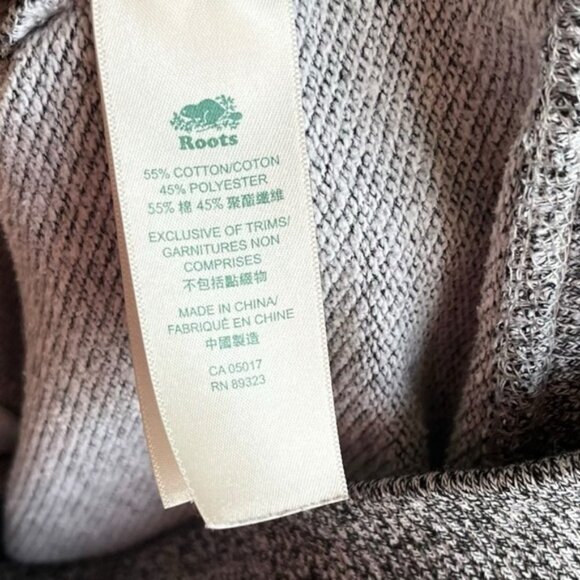 Roots
55% COTTON/COTON
45% POLYESTER
55% 棉 45% 聚酯纖維
EXCLUSIVE OF TRIMS/
GARNITURES NON
COMPRISES
不包括點綴物
MADE IN CHINA/
FABRIQUÉ EN CHINE
中國製造
CA 05017
RN 89323